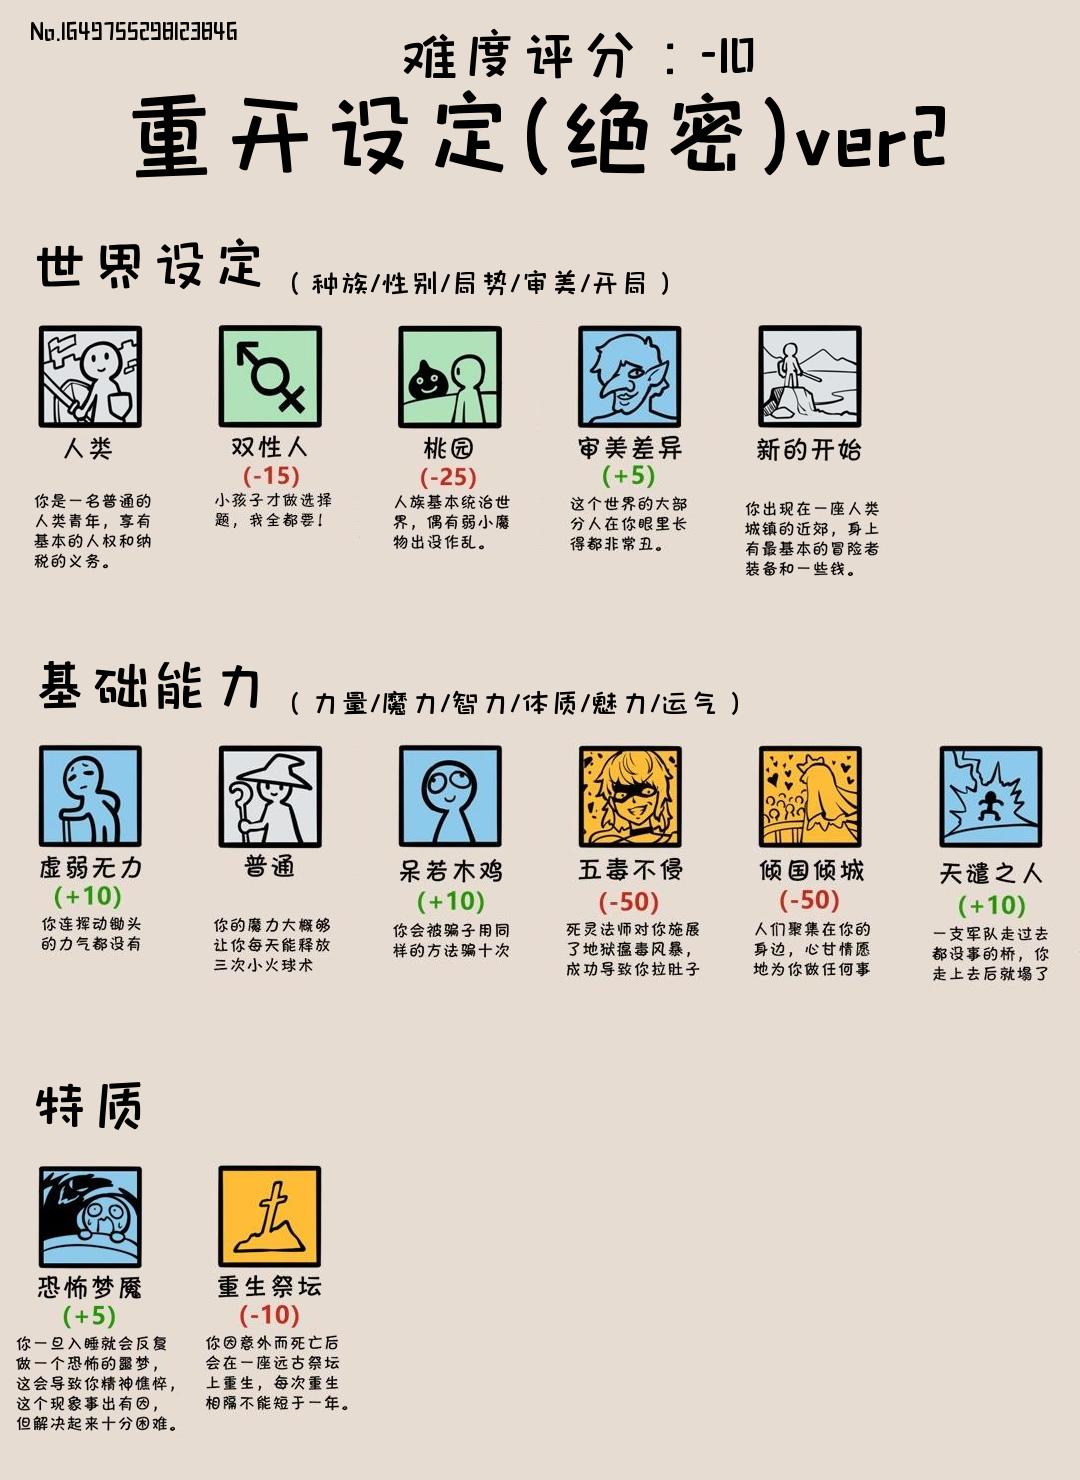 No.1649755298123846
难度评分：-10
重开设定(绝密)ver2
世界设定 (种族/性别/局势/审美/开局)
人类
你是一名普通的
人类青年，享有
基本的人权和纳
税的义务。
双性人
(-15)
小孩子才做选择
题，我全都要！
桃园
(-25)
人族基本统治世
界，偶有弱小魔
物出没作乱。
审美差异
(+5)
这个世界的大部
分人在你眼里长
得都非常丑。
新的开始
你出现在一座人类
城镇的近郊，身上
有最基本的冒险者
装备和一些钱。
基础能力 (力量/魔力/智力/体质/魅力/运气)
虚弱无力
(+10)
你连挥动锄头
的力气都没有
普通
你的魔力大概够
让你每天能释放
三次小火球术
呆若木鸡
(+10)
你会被骗子用同
样的方法骗十次
五毒不侵
(-50)
死灵法师对你施展
了地狱瘟毒风暴，
成功导致你拉肚子
倾国倾城
(-50)
人们聚集在你的
身边，心甘情愿
地为你做任何事
天谴之人
(+10)
一支军队走过去
都没事的桥，你
走上去后就塌了
特质
恐怖梦魇
(+5)
你一旦入睡就会反复
做一个恐怖的噩梦，
这会导致你精神憔悴，
这个现象事出有因，
但解决起来十分困难。
重生祭坛
(-10)
你因意外而死亡后
会在一座远古祭坛
上重生，每次重生
相隔不能短于一年。